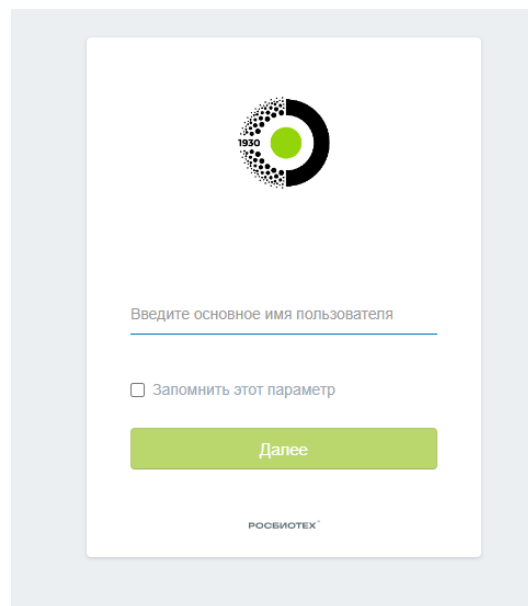 1930
Введите основное имя пользователя
Запомнить этот параметр
Далее
РОСБИОТЕХ